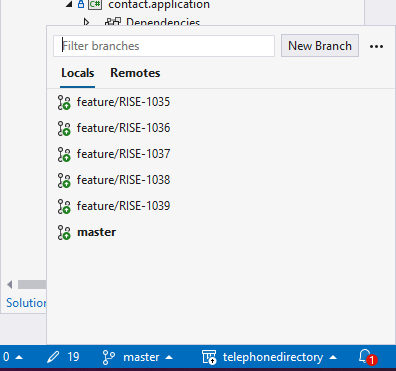 C# contact.application
Dependencies
Filter branches
New Branch
...
Locals Remotes
feature/RISE-1035
feature/RISE-1036
feature/RISE-1037
feature/RISE-1038
feature/RISE-1039
master
Solution
0 19 master telephonedirectory 1